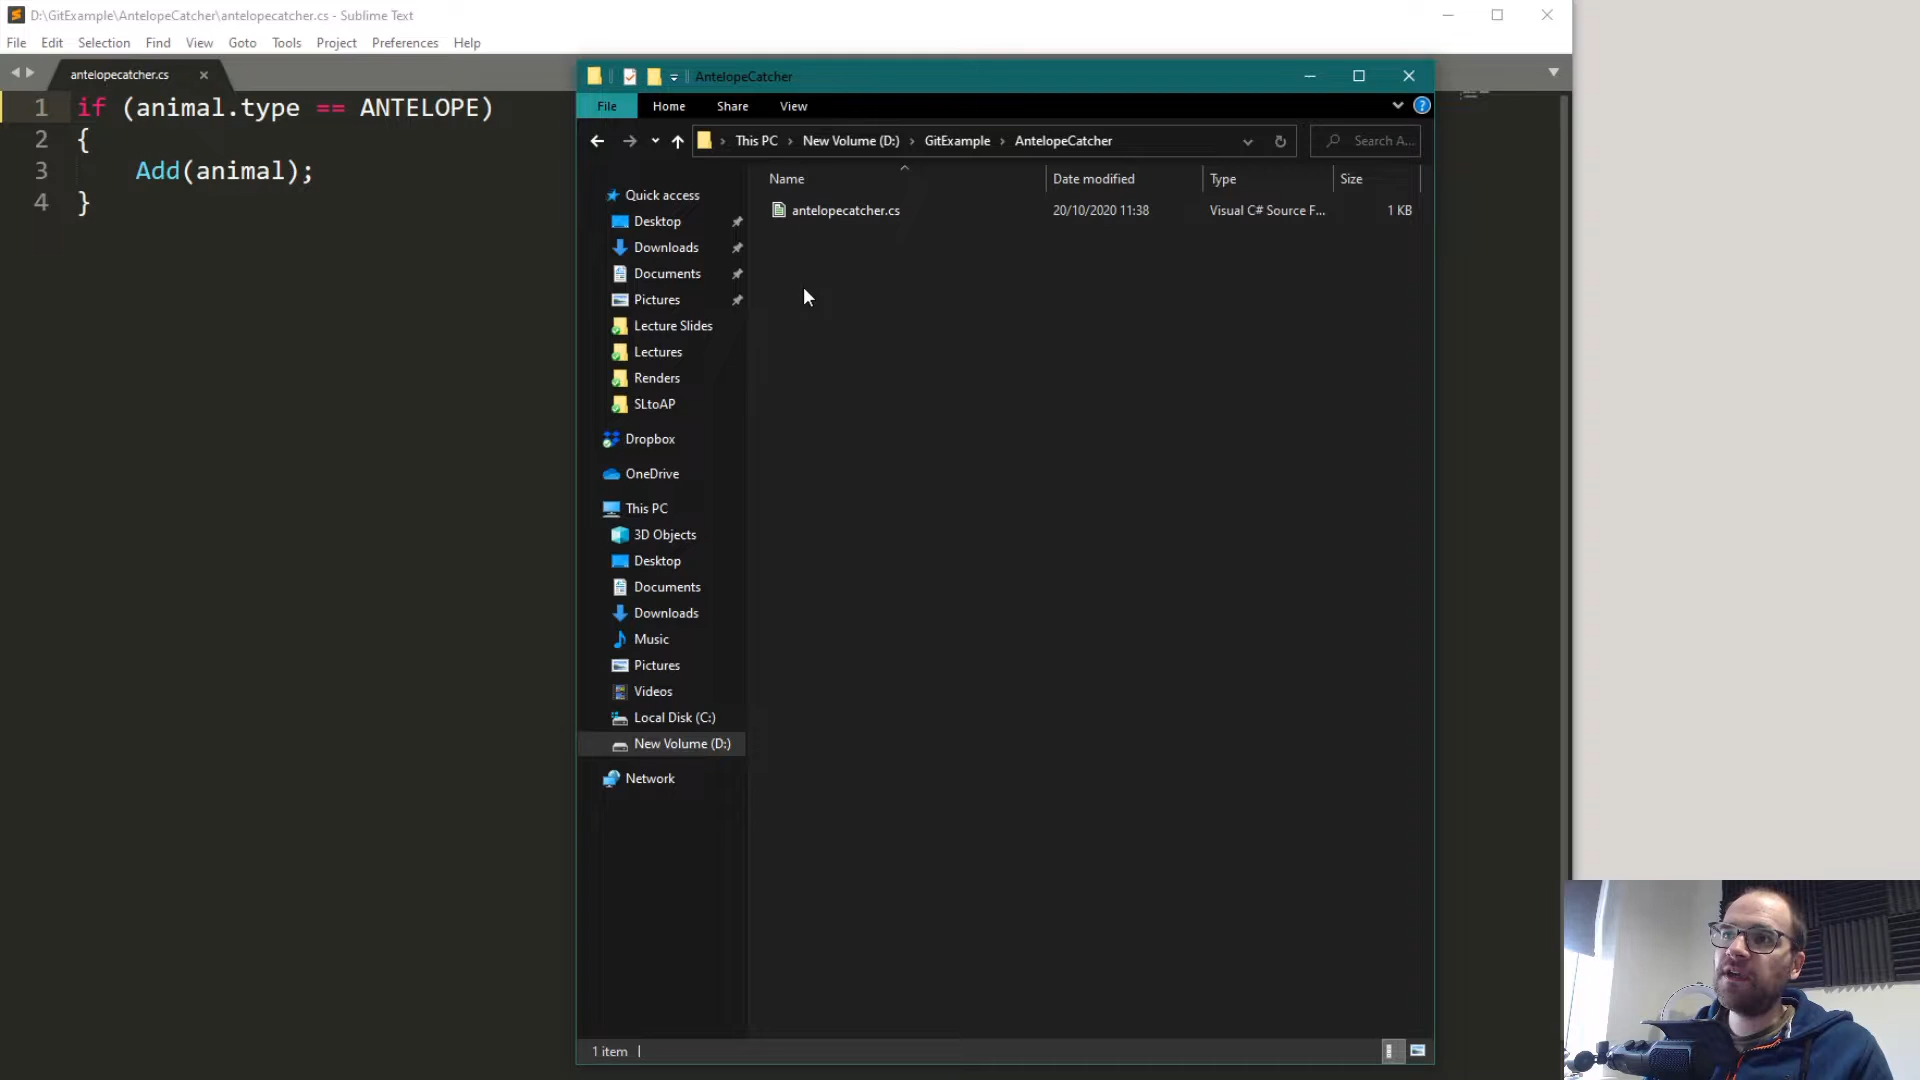 D:\GitExample\AntelopeCatcher\antelopecatcher.cs - Sublime Text
File Edit Selection Find View Goto Tools Project Preferences Help
antelopecatcher.cs
1 if (animal.type == ANTELOPE)
2 {
3 Add(animal);
4 }
AntelopeCatcher
File Home Share View
This PC New Volume (D:) GitExample AntelopeCatcher
Search A...
Name Date modified Type Size
antelopecatcher.cs 20/10/2020 11:38 Visual C# Source F... 1 KB
Quick access
Desktop
Downloads
Documents
Pictures
Lecture Slides
Lectures
Renders
SLtoAP
Dropbox
OneDrive
This PC
3D Objects
Desktop
Documents
Downloads
Music
Pictures
Videos
Local Disk (C:)
New Volume (D:)
Network
1 item